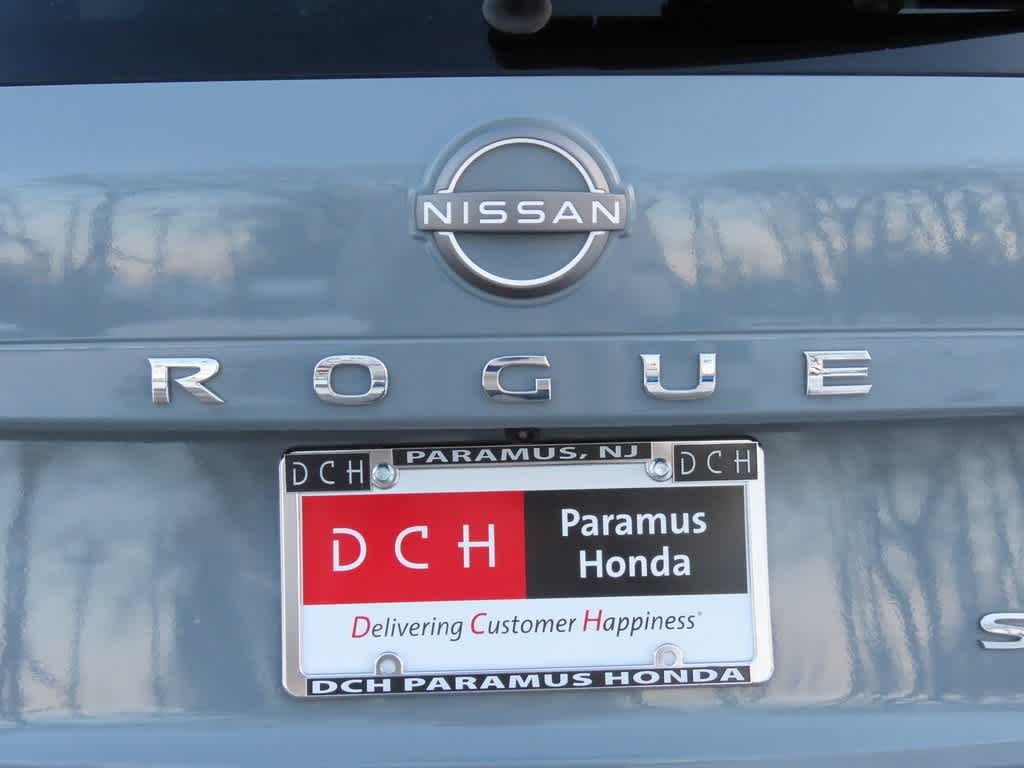 NISSAN
ROGUE
PARAMUS, NJ
DCH DCH
DCH Paramus
Honda
Delivering Customer Happiness®
DCH PARAMUS HONDA
S